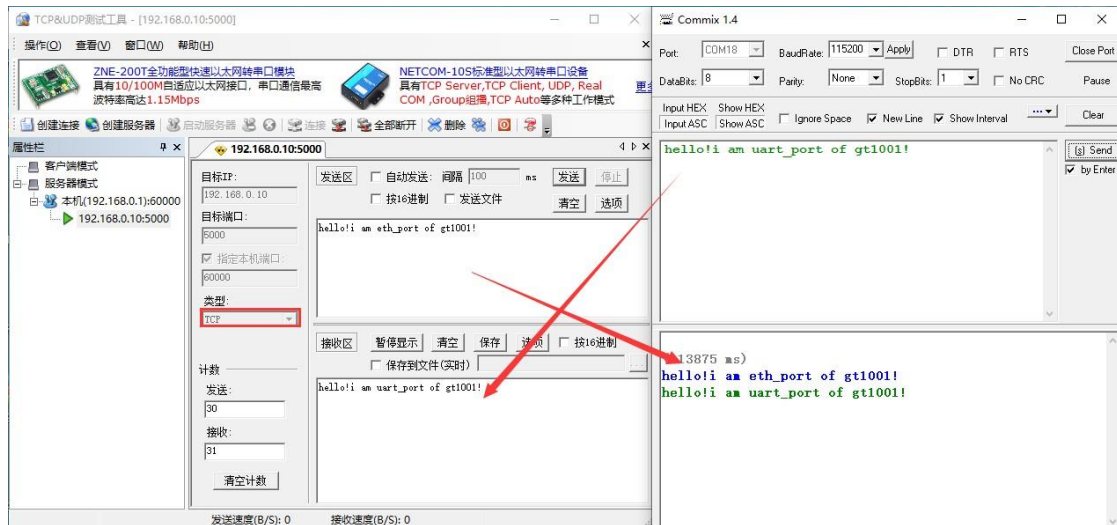 TCP&UDP测试工具 - [192.168.0.10:5000]
操作(O) 查看(V) 窗口(W) 帮助(H)
ZNE-200T全功能型快速以太网转串口模块
具有10/100M自适应以太网接口，串口通信最高
波特率高达1.15Mbps
NETCOM-10S标准型以太网转串口设备
具有TCP Server,TCP Client, UDP, Real
COM ,Group组播,TCP Auto等多种工作模式
创建连接 创建服务器 启动服务器 连接 全部断开 删除
属性栏
客户端模式
服务器模式
本机(192.168.0.1):60000
192.168.0.10:5000
192.168.0.10:5000
目标IP:
192.168.0.10
目标端口:
5000
指定本机端口:
60000
类型:
TCP
计数
发送:
30
接收:
31
清空计数
发送区 自动发送: 间隔 100 ms 发送 停止
按16进制 发送文件 清空 选项
hello!i am eth_port of gt1001!
接收区 暂停显示 清空 保存 选项 按16进制
保存到文件(实时) ...
hello!i am uart_port of gt1001!
发送速度(B/S): 0 接收速度(B/S): 0
Commix 1.4
Port: COM18 BaudRate: 115200 Apply DTR RTS Close Port
DataBits: 8 Parity: None StopBits: 1 No CRC Pause
Input HEX Show HEX
Input ASC Show ASC Ignore Space New Line Show Interval ... Clear
hello!i am uart_port of gt1001!
(s) Send
by Enter
13875 ms)
hello!i am eth_port of gt1001!
hello!i am uart_port of gt1001!